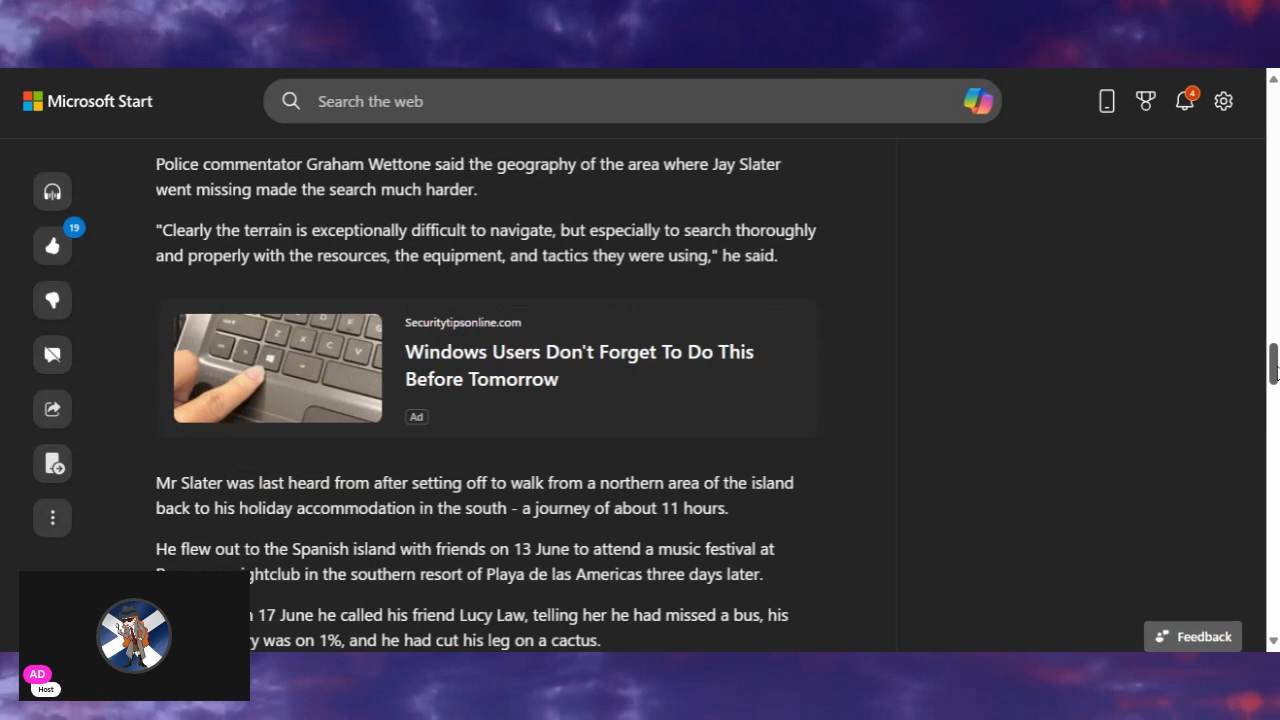 Microsoft Start
Search the web
4
Police commentator Graham Wettone said the geography of the area where Jay Slater
went missing made the search much harder.
19
"Clearly the terrain is exceptionally difficult to navigate, but especially to search thoroughly
and properly with the resources, the equipment, and tactics they were using," he said.
Securitytipsonline.com
Windows Users Don't Forget To Do This
Before Tomorrow
Ad
Mr Slater was last heard from after setting off to walk from a northern area of the island
back to his holiday accommodation in the south - a journey of about 11 hours.
He flew out to the Spanish island with friends on 13 June to attend a music festival at
in the southern resort of Playa de las Americas three days later.
17 June he called his friend Lucy Law, telling her he had missed a bus, his
was on 1%, and he had cut his leg on a cactus.
Feedback
AD
Host